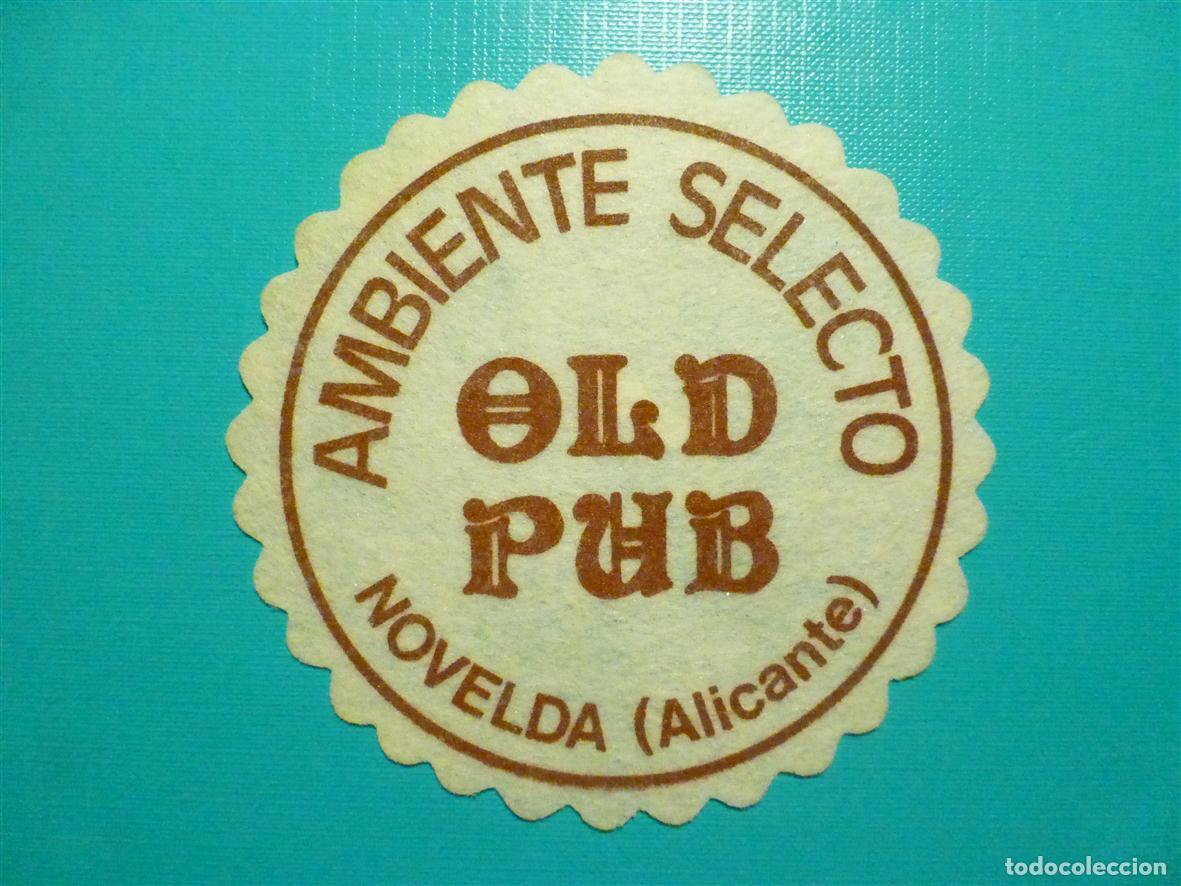 AMBIENTE SELECTO
OLD
PUB
NOVELDA (Alicante)
todocoleccion